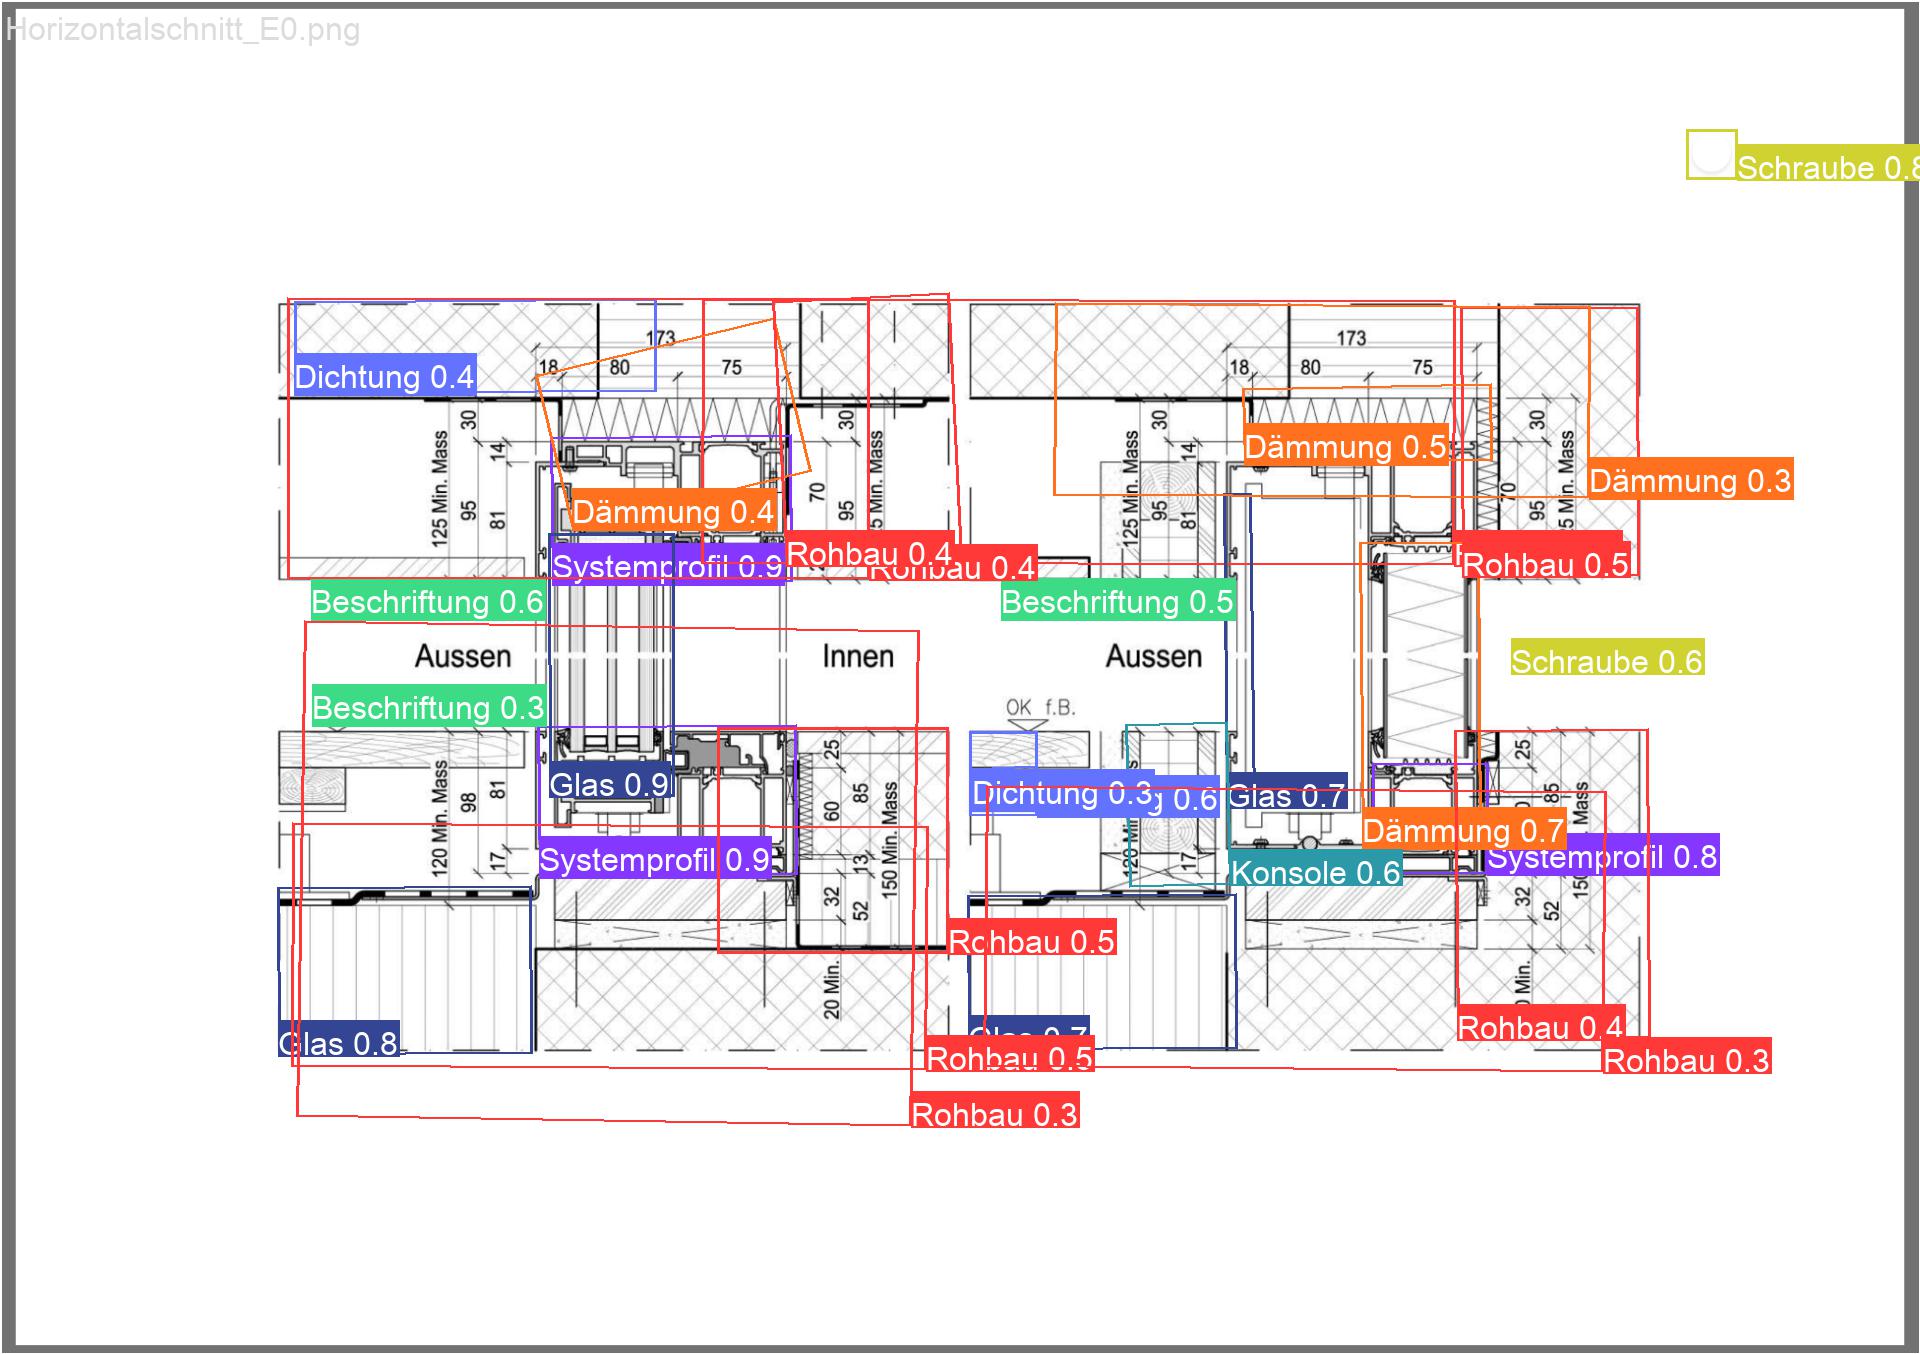 Horizontalschnitt_E0.png
Schraube 0.8
173
18 80 75
173
18 80 75
Dichtung 0.4
30
14
125 Min. Mass
95
81
30
70
95
5 Min. Mass
Dämmung 0.4
Systemprofil 0.9
Rohbau 0.4
Rohbau 0.4
30
14
125 Min. Mass
95
81
Dämmung 0.5
Dämmung 0.3
30
70
95
5 Min. Mass
Rohbau 0.5
Beschriftung 0.6
Beschriftung 0.5
Aussen
Innen
Aussen
Schraube 0.6
Beschriftung 0.3
OK f.B.
120 Min. Mass
98
81
17
Glas 0.9
Systemprofil 0.9
25
85
60
13
32
52
150 Min. Mass
20 Min.
Dichtung 0.3
0.6
Glas 0.7
17
Dämmung 0.7
Konsole 0.6
Systemprofil 0.8
25
85
32
52
Mass
Min.
Rohbau 0.5
Glas 0.8
Glas 0.7
Rohbau 0.5
Rohbau 0.4
Rohbau 0.3
Rohbau 0.3